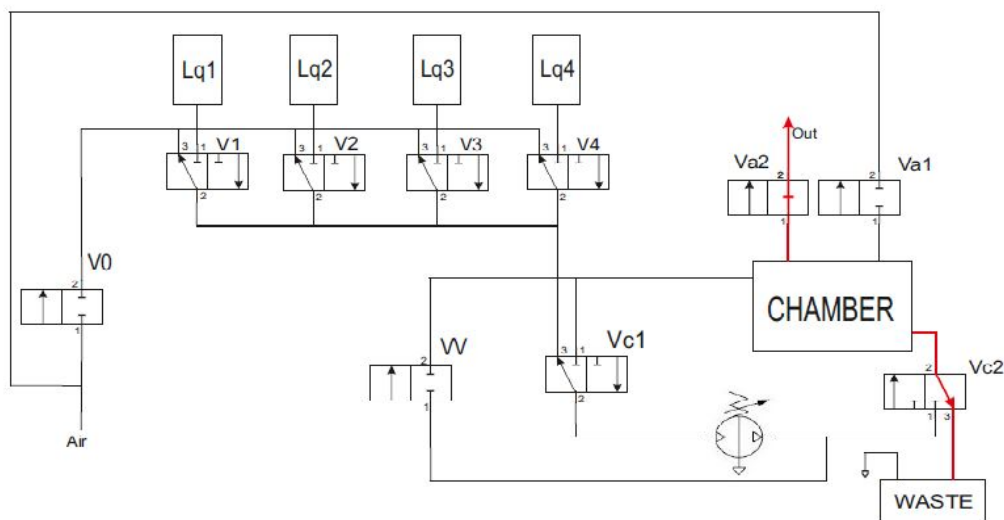 Lq1 Lq2 Lq3 Lq4
Out
3 1 V1 3 1 V2 3 1 V3 3 1 V4
Va2 Va1
2 2
2 2 2 2
1 1
V0
2
CHAMBER
1
3 1 Vc1
VV 2
2 Vc2
1 2
1 3
Air
WASTE